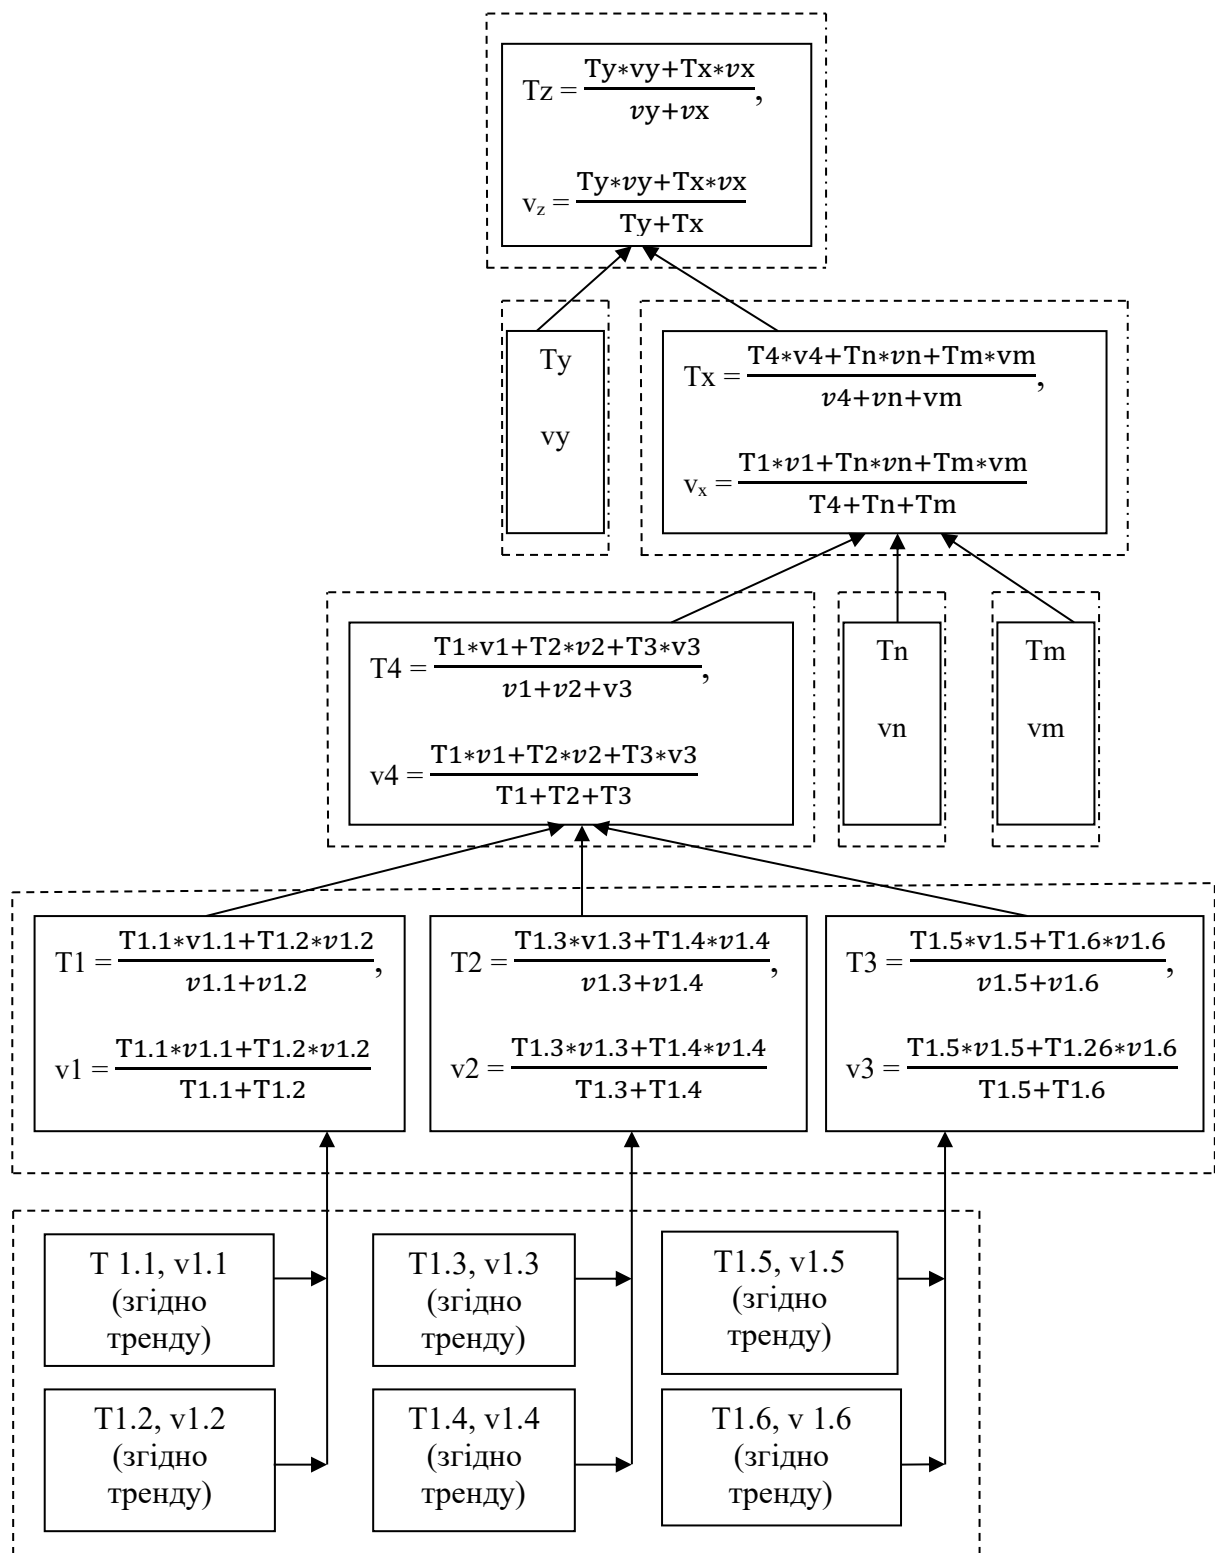 Tz = Ty*vy+Tx*vx / vy+vx,
v_z = Ty*vy+Tx*vx / Ty+Tx
Ty
vy
Tx = T4*v4+Tn*vn+Tm*vm / v4+vn+vm,
v_x = T1*v1+Tn*vn+Tm*vm / T4+Tn+Tm
T4 = T1*v1+T2*v2+T3*v3 / v1+v2+v3,
v4 = T1*v1+T2*v2+T3*v3 / T1+T2+T3
Tn
vn
Tm
vm
T1 = T1.1*v1.1+T1.2*v1.2 / v1.1+v1.2,
v1 = T1.1*v1.1+T1.2*v1.2 / T1.1+T1.2
T2 = T1.3*v1.3+T1.4*v1.4 / v1.3+v1.4,
v2 = T1.3*v1.3+T1.4*v1.4 / T1.3+T1.4
T3 = T1.5*v1.5+T1.6*v1.6 / v1.5+v1.6,
v3 = T1.5*v1.5+T1.26*v1.6 / T1.5+T1.6
T 1.1, v1.1
(згідно
тренду)
T1.3, v1.3
(згідно
тренду)
T1.5, v1.5
(згідно
тренду)
T1.2, v1.2
(згідно
тренду)
T1.4, v1.4
(згідно
тренду)
T1.6, v 1.6
(згідно
тренду)